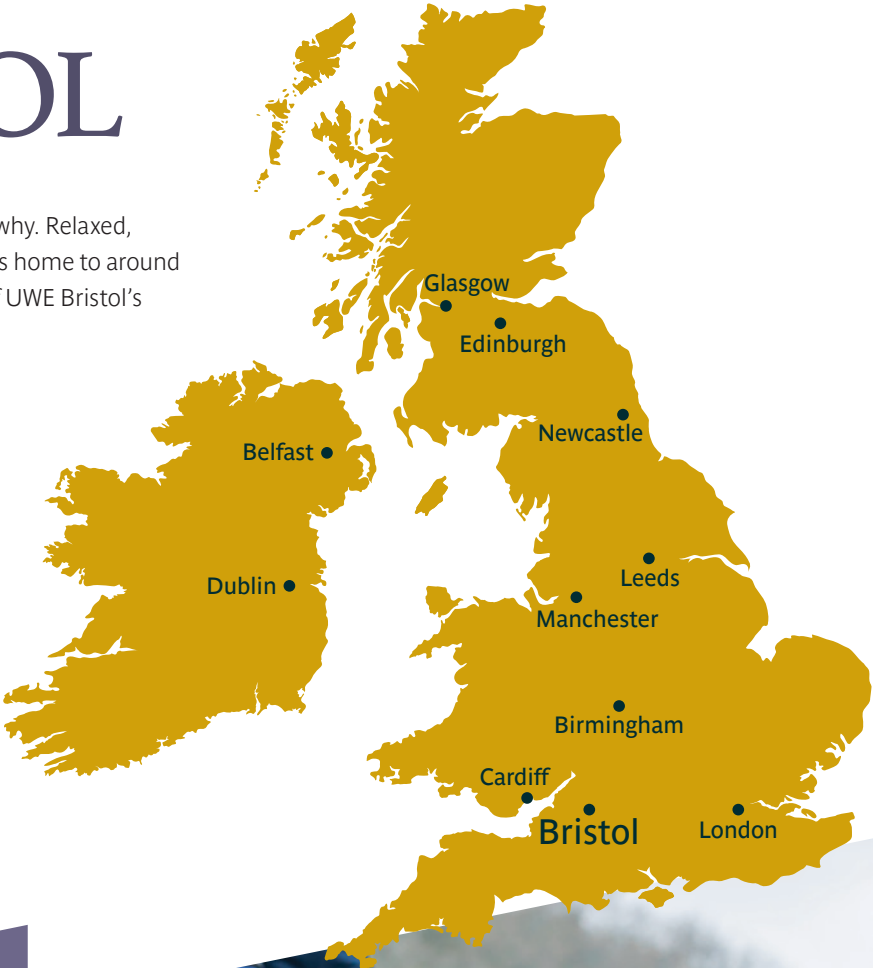 OL
why. Relaxed,
s home to around
f UWE Bristol’s
Glasgow
Edinburgh
Newcastle
Belfast
Dublin
Leeds
Manchester
Birmingham
Cardiff
Bristol
London